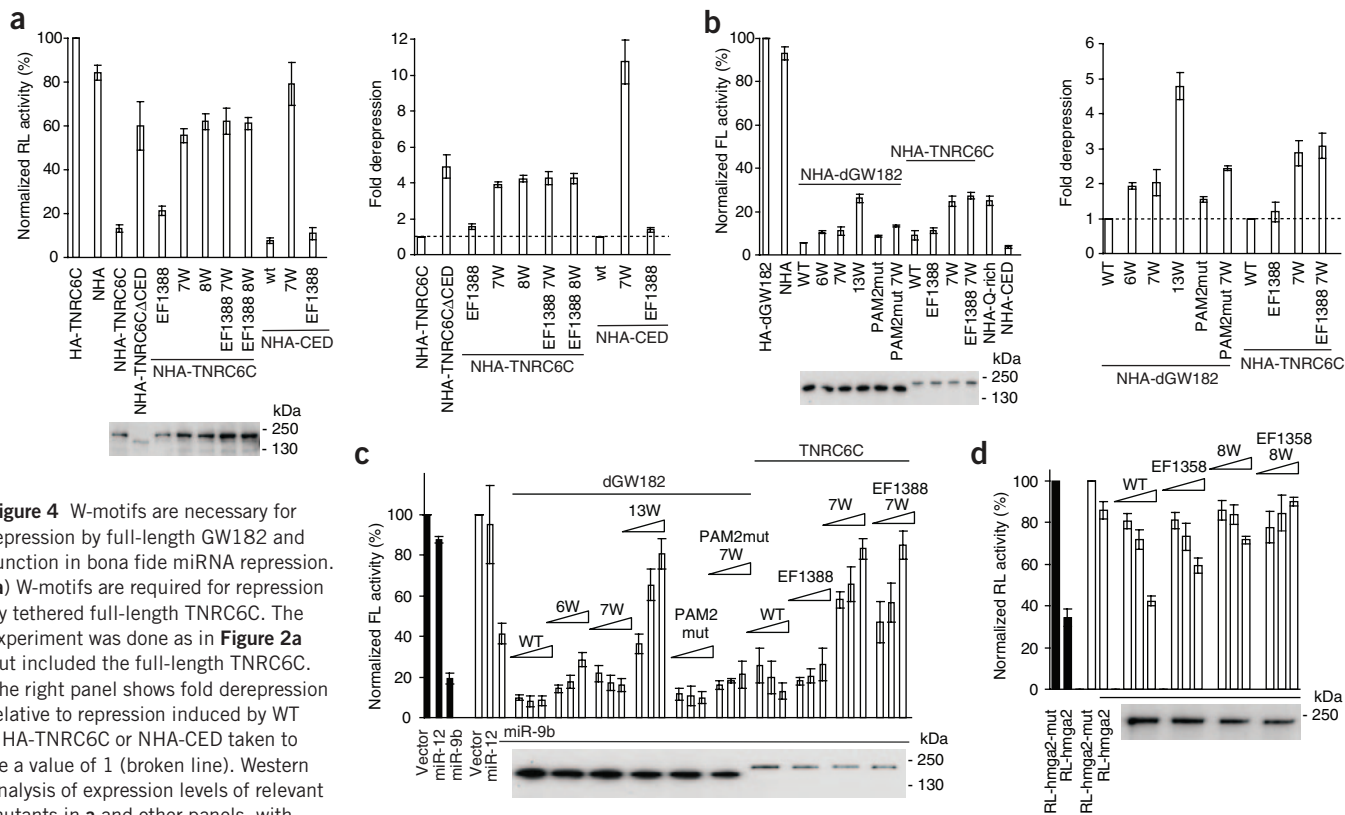 a
Normalized RL activity (%)
100
80
60
40
20
0
HA-TNRC6C
NHA
NHA-TNRC6C
NHA-TNRC6CΔCED
EF1388
7W
8W
EF1388 7W
EF1388 8W
wt
7W
EF1388
NHA-TNRC6C
NHA-CED
kDa
- 250
- 130
Fold derepression
12
10
8
6
4
2
0
NHA-TNRC6C
NHA-TNRC6CΔCED
EF1388
7W
8W
EF1388 7W
EF1388 8W
wt
7W
EF1388
NHA-TNRC6C
NHA-CED
b
Normalized FL activity (%)
100
80
60
40
20
0
NHA-dGW182
NHA-TNRC6C
HA-dGW182
NHA
WT
6W
7W
13W
PAM2mut
PAM2mut 7W
WT
EF1388
7W
EF1388 7W
NHA-Q-rich
NHA-CED
kDa
- 250
- 130
Fold derepression
6
5
4
3
2
1
0
WT
6W
7W
13W
PAM2mut
PAM2mut 7W
WT
EF1388
7W
EF1388 7W
NHA-dGW182
NHA-TNRC6C
igure 4 W-motifs are necessary for
epression by full-length GW182 and
unction in bona fide miRNA repression.
a) W-motifs are required for repression
y tethered full-length TNRC6C. The
xperiment was done as in Figure 2a
ut included the full-length TNRC6C.
he right panel shows fold derepression
elative to repression induced by WT
HA-TNRC6C or NHA-CED taken to
e a value of 1 (broken line). Western
nalysis of expression levels of relevant
mutants in a and other panels, with
c
Normalized FL activity (%)
100
80
60
40
20
0
dGW182
TNRC6C
WT
6W
7W
13W
PAM2
mut
PAM2mut
7W
WT
EF1388
7W
EF1388
7W
Vector
miR-12
miR-9b
Vector
miR-12
miR-9b
kDa
- 250
- 130
d
Normalized RL activity (%)
100
80
60
40
20
0
WT
EF1358
8W
EF1358
8W
RL-hmga2-mut
RL-hmga2
RL-hmga2-mut
RL-hmga2
kDa
- 250